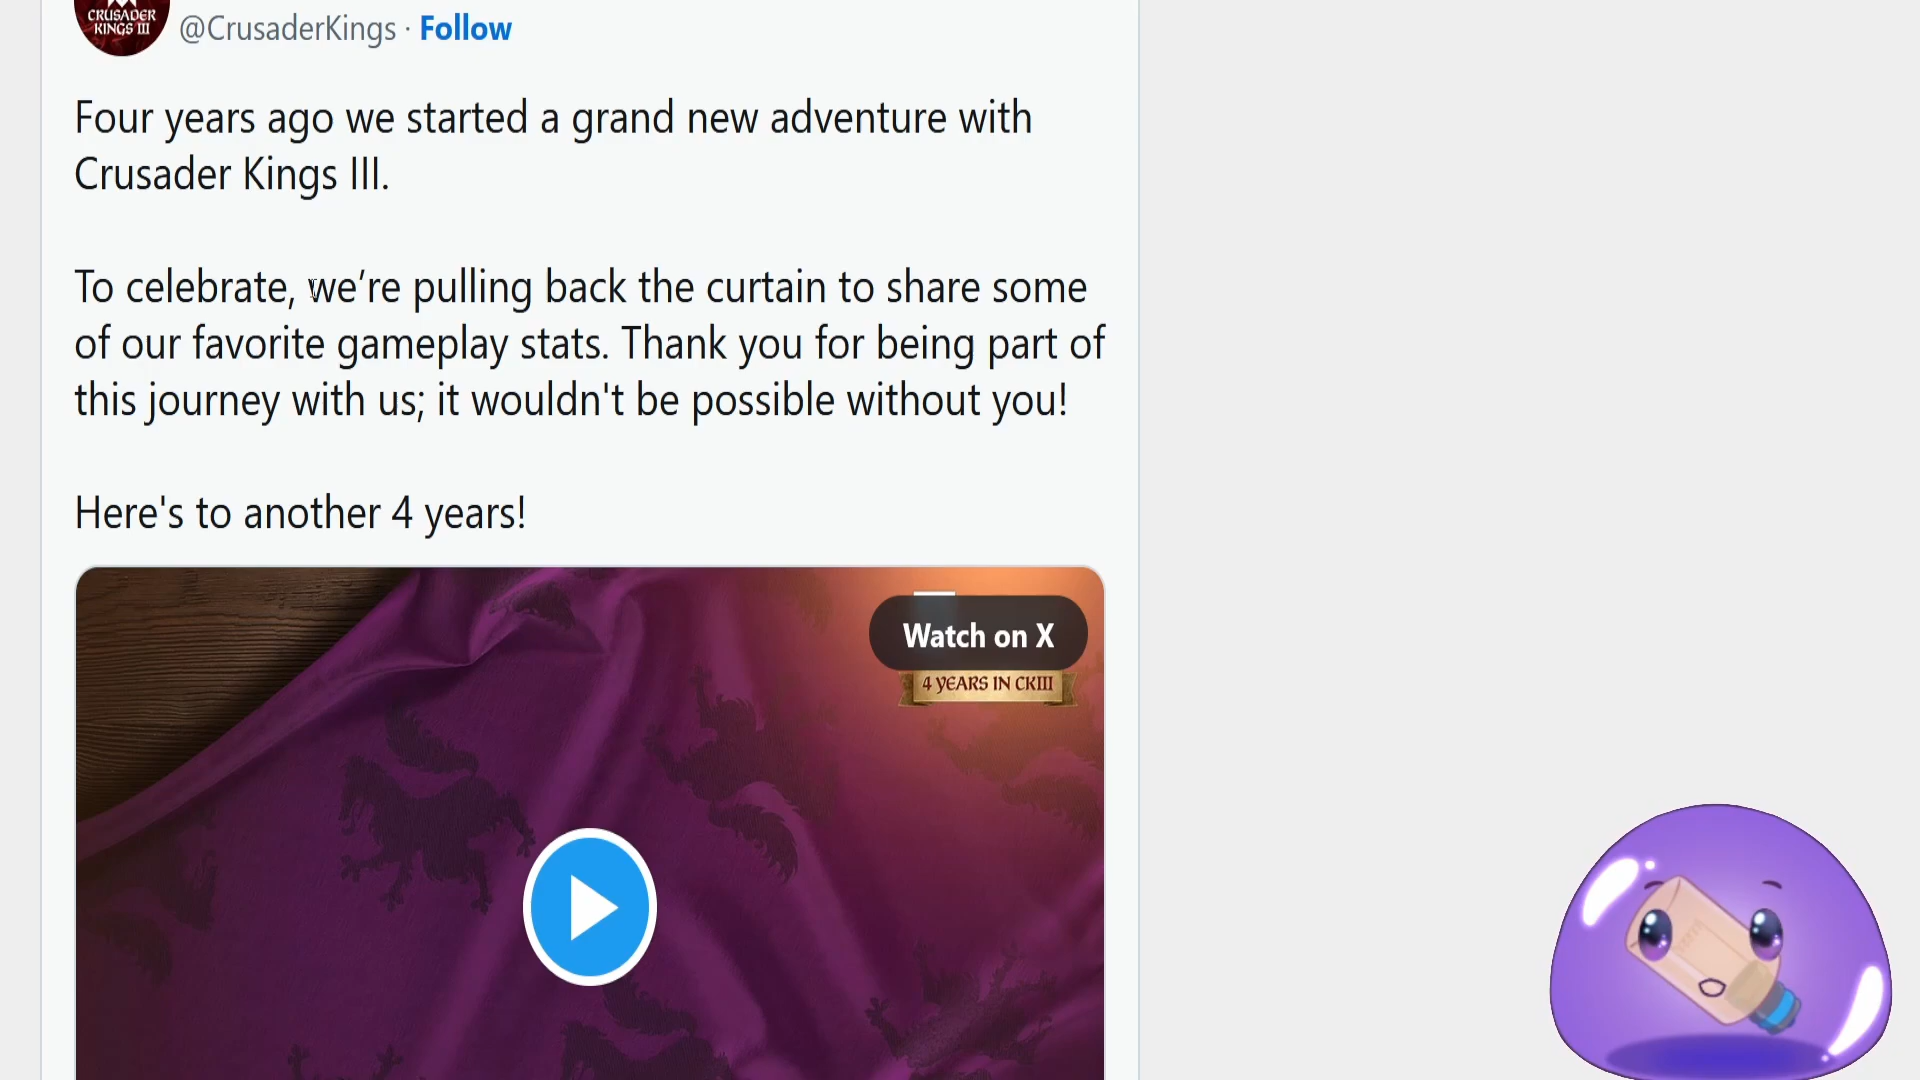 CRUSADER
KINGS III
@CrusaderKings · Follow
Four years ago we started a grand new adventure with
Crusader Kings III.
To celebrate, we’re pulling back the curtain to share some
of our favorite gameplay stats. Thank you for being part of
this journey with us; it wouldn't be possible without you!
Here's to another 4 years!
Watch on X
4 YEARS IN CKIII